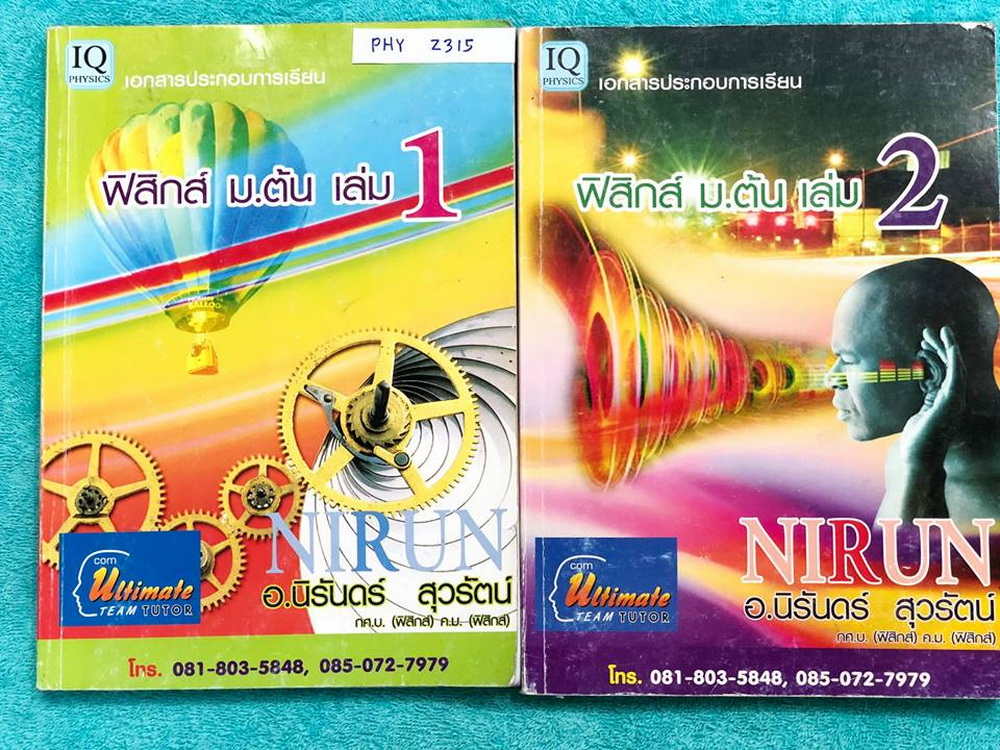 PHY 2315
IQ
PHYSICS
เอกสารประกอบการเรียน
ฟิสิกส์ ม.ต้น เล่ม 1
NIRUN
com
Ultimate
TEAM TUTOR
อ.นิรันดร์ สุวรัตน์
กศ.บ. (ฟิสิกส์) ค.ม. (ฟิสิกส์)
โทร. 081-803-5848, 085-072-7979
IQ
PHYSICS
เอกสารประกอบการเรียน
ฟิสิกส์ ม.ต้น เล่ม 2
NIRUN
com
Ultimate
TEAM TUTOR
อ.นิรันดร์ สุวรัตน์
กศ.บ. (ฟิสิกส์) ค.ม. (ฟิสิกส์)
โทร. 081-803-5848, 085-072-7979